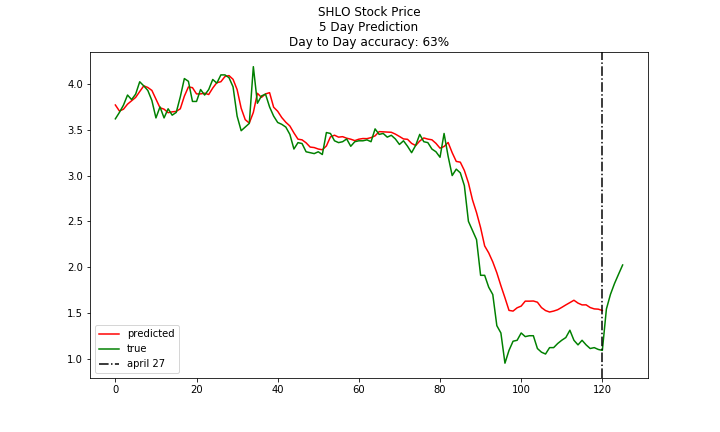 SHLO Stock Price
5 Day Prediction
Day to Day accuracy: 63%
4.0
3.5
3.0
2.5
2.0
1.5
1.0
predicted
true
april 27
0 20 40 60 80 100 120